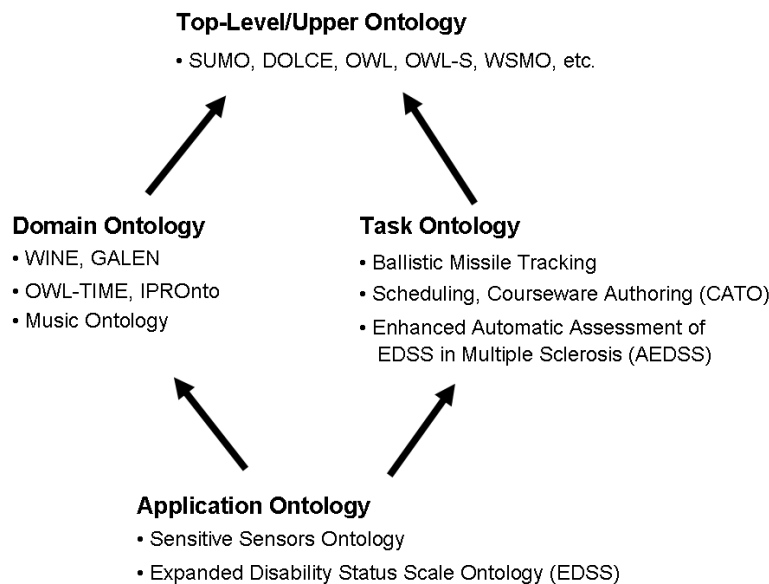 Top-Level/Upper Ontology
• SUMO, DOLCE, OWL, OWL-S, WSMO, etc.
Domain Ontology
• WINE, GALEN
• OWL-TIME, IPROnto
• Music Ontology
Task Ontology
• Ballistic Missile Tracking
• Scheduling, Courseware Authoring (CATO)
• Enhanced Automatic Assessment of
EDSS in Multiple Sclerosis (AEDSS)
Application Ontology
• Sensitive Sensors Ontology
• Expanded Disability Status Scale Ontology (EDSS)